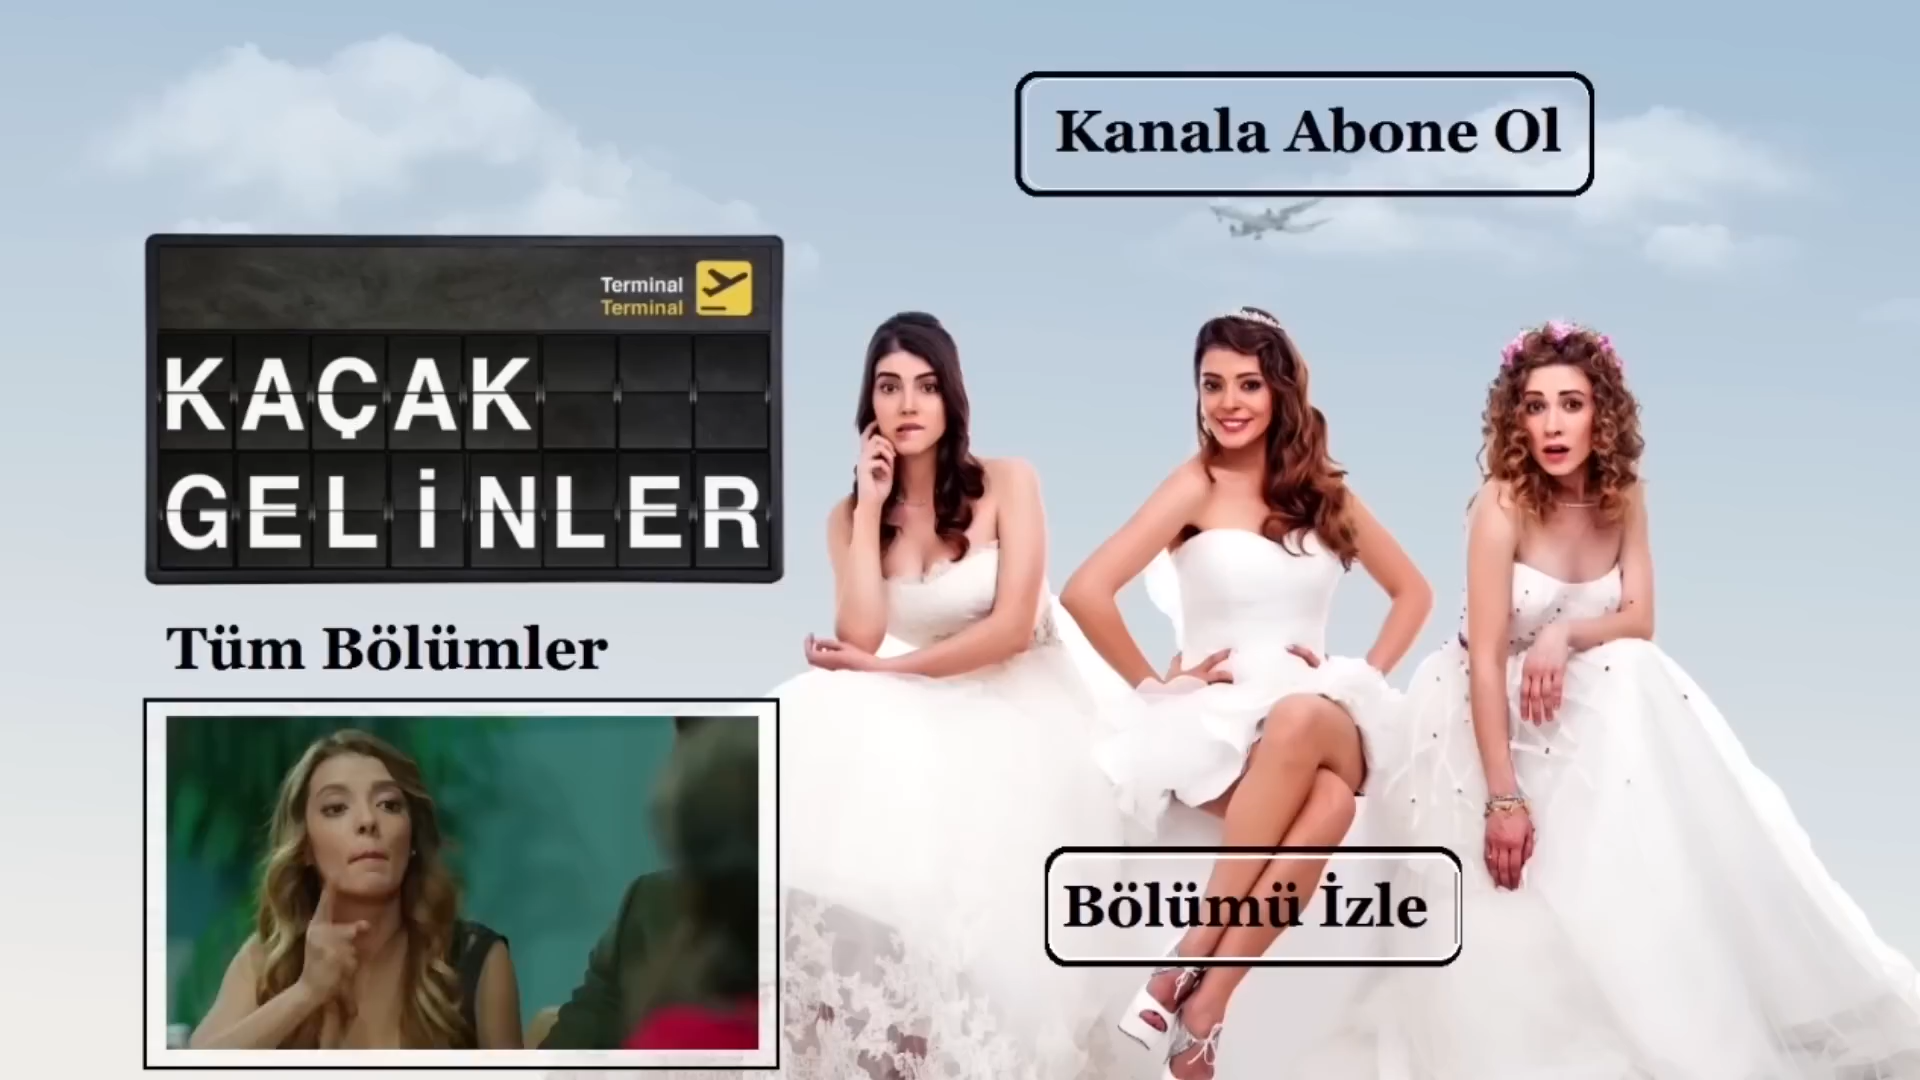 Kanala Abone Ol
Terminal
Terminal
KAÇAK
GELİNLER
Tüm Bölümler
Bölümü İzle